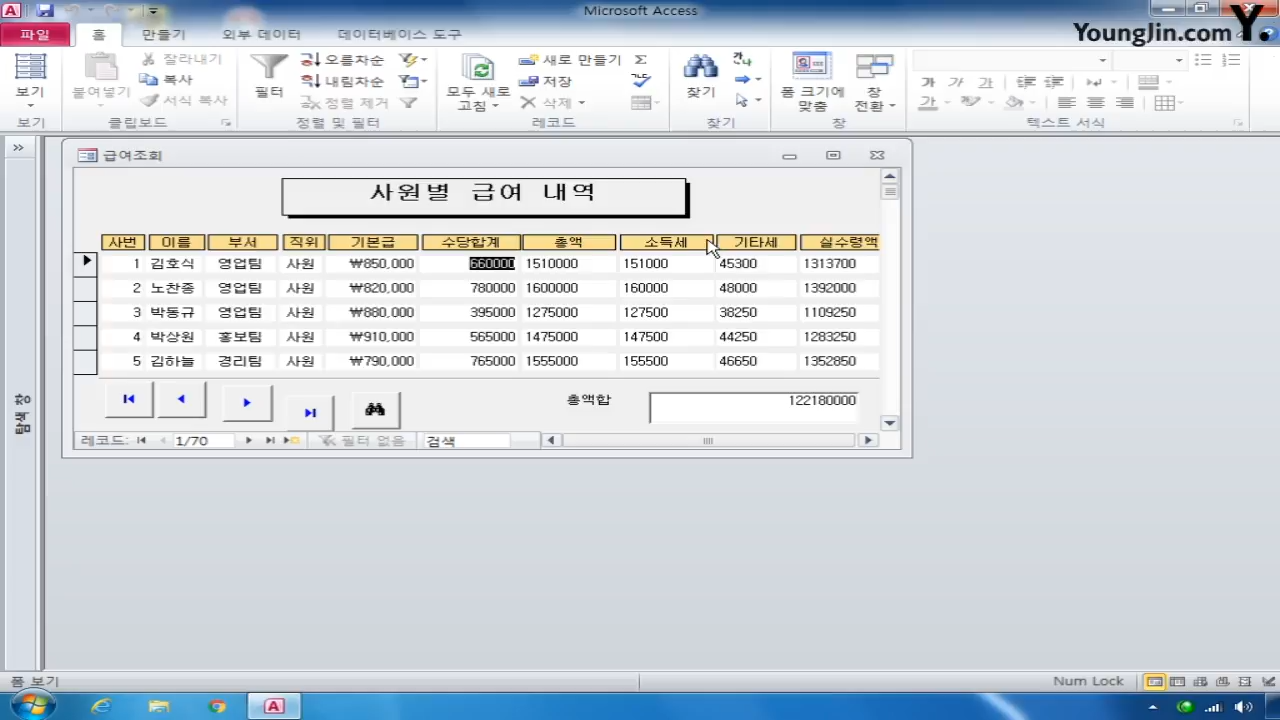 Microsoft Access
YoungJin.com Y.
파일 홈 만들기 외부 데이터 데이터베이스 도구
보기
붙여넣기
잘라내기
복사
서식 복사
클립보드
필터
오름차순
내림차순
정렬 제거
정렬 및 필터
모두 새로 고침
새로 만들기
저장
삭제
레코드
찾기
찾기
폼 크기에 맞춤
창 전환
창
가 가 가
가
텍스트 서식
급여조회
사원별 급여 내역
사번 이름 부서 직위 기본급 수당합계 총액 소득세 기타세 실수령액
1 김호식 영업팀 사원 ₩850,000 660000 1510000 151000 45300 1313700
2 노찬종 영업팀 사원 ₩820,000 780000 1600000 160000 48000 1392000
3 박동규 영업팀 사원 ₩880,000 395000 1275000 127500 38250 1109250
4 박상원 홍보팀 사원 ₩910,000 565000 1475000 147500 44250 1283250
5 김하늘 경리팀 사원 ₩790,000 765000 1555000 155500 46650 1352850
총액합 122180000
레코드: 1/70 필터 없음 검색
탐색 창
폼 보기 Num Lock